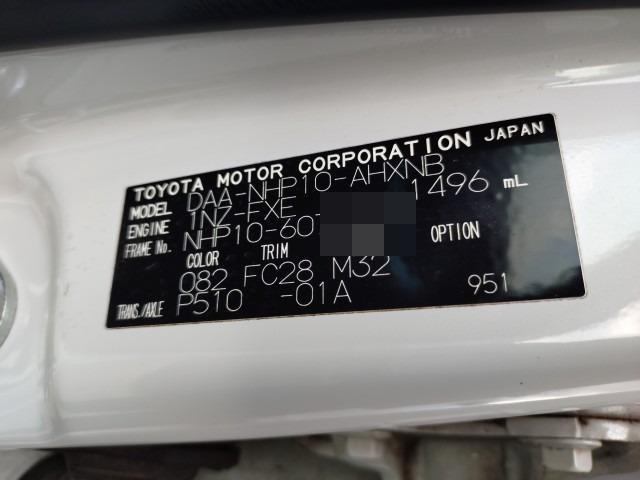 TOYOTA MOTOR CORPORATION JAPAN
MODEL DAA-NHP10-AHXNB
ENGINE 1NZ-FXE 1496 mL
FRAME No. NHP10-60
COLOR TRIM OPTION
082 FC28 M32
TRANS./AXLE P510 -01A 951